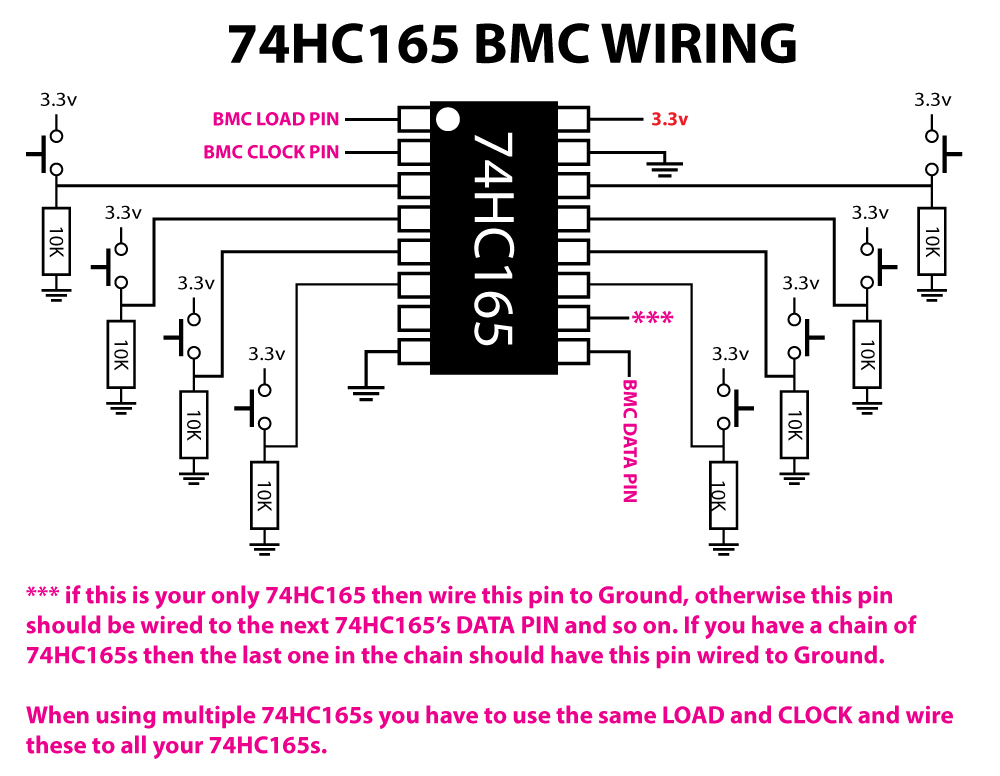 74HC165 BMC WIRING
3.3v
BMC LOAD PIN
3.3v
3.3v
BMC CLOCK PIN
74HC165
10K
3.3v
3.3v
10K
10K
3.3v
3.3v
10K
***
10K
3.3v
3.3v
BMC DATA PIN
10K
10K
10K
10K
*** if this is your only 74HC165 then wire this pin to Ground, otherwise this pin
should be wired to the next 74HC165’s DATA PIN and so on. If you have a chain of
74HC165s then the last one in the chain should have this pin wired to Ground.
When using multiple 74HC165s you have to use the same LOAD and CLOCK and wire
these to all your 74HC165s.